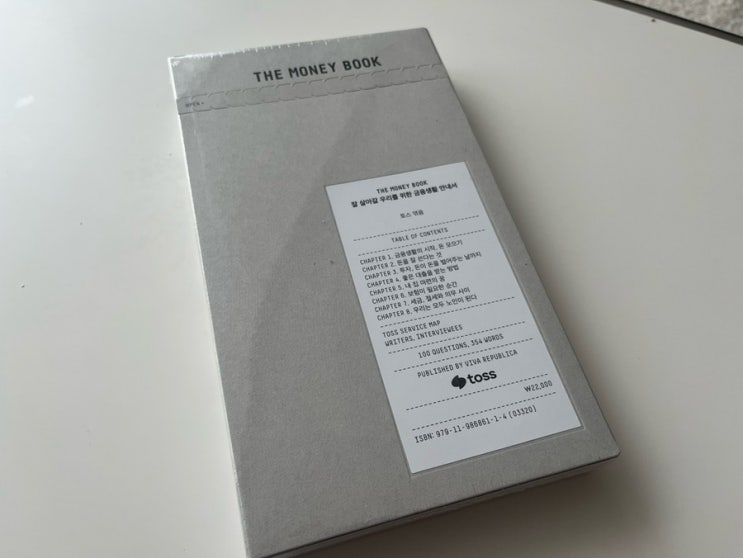 THE MONEY BOOK
OPEN
THE MONEY BOOK
잘 살아갈 우리를 위한 금융생활 안내서
토스 엮음
TABLE OF CONTENTS
CHAPTER 1. 금융생활의 시작, 돈 모으기
CHAPTER 2. 돈을 잘 쓴다는 것
CHAPTER 3. 투자, 돈이 돈을 벌어주는 날까지
CHAPTER 4. 좋은 대출을 받는 방법
CHAPTER 5. 내 집 마련의 꿈
CHAPTER 6. 보험이 필요한 순간
CHAPTER 7. 세금, 절세와 의무 사이
CHAPTER 8. 우리는 모두 노인이 된다
TOSS SERVICE MAP
WRITERS, INTERVIEWEES
100 QUESTIONS, 354 WORDS
PUBLISHED BY VIVA REPUBLICA
toss
₩22,000
ISBN: 979-11-988861-1-4 (03320)